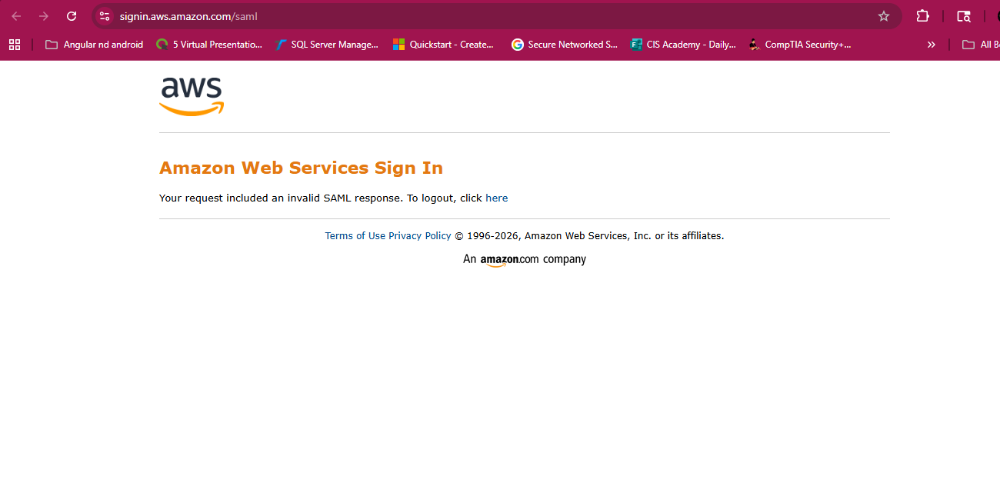 signin.aws.amazon.com/saml
Angular nd android 5 Virtual Presentatio... SQL Server Manage... Quickstart - Create... Secure Networked S... CIS Academy - Daily... CompTIA Security+... » All B
aws
Amazon Web Services Sign In
Your request included an invalid SAML response. To logout, click here
Terms of Use Privacy Policy © 1996-2026, Amazon Web Services, Inc. or its affiliates.
An amazon.com company